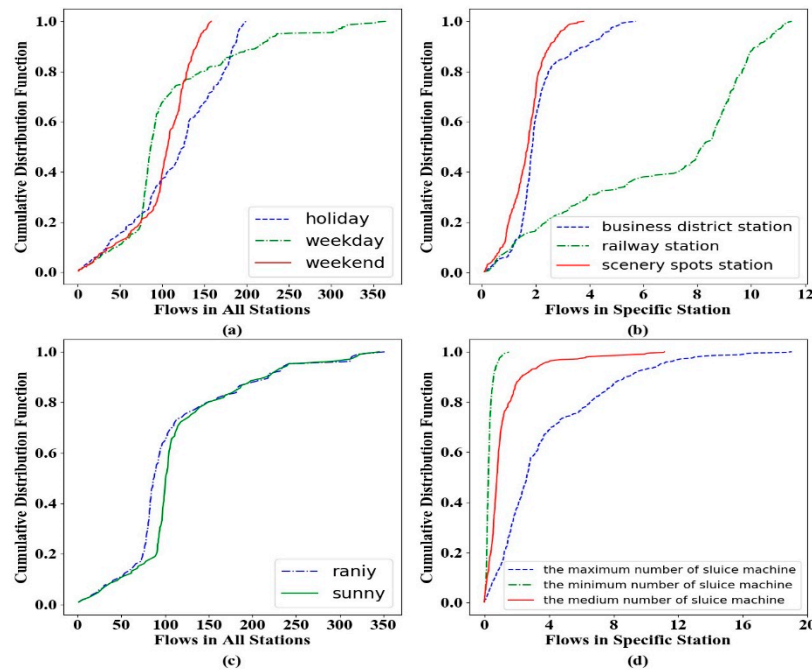 Cumulative Distribution Function
1.0
0.8
0.6
0.4
0.2
0.0
holiday
weekday
weekend
0 50 100 150 200 250 300 350
Flows in All Stations
(a)
Cumulative Distribution Function
1.0
0.8
0.6
0.4
0.2
0.0
business district station
railway station
scenery spots station
0 2 4 6 8 10 12
Flows in Specific Station
(b)
Cumulative Distribution Function
1.0
0.8
0.6
0.4
0.2
0.0
raniy
sunny
0 50 100 150 200 250 300 350
Flows in All Stations
(c)
Cumulative Distribution Function
1.0
0.8
0.6
0.4
0.2
0.0
the maximum number of sluice machine
the minimum number of sluice machine
the medium number of sluice machine
0 4 8 12 16 20
Flows in Specific Station
(d)